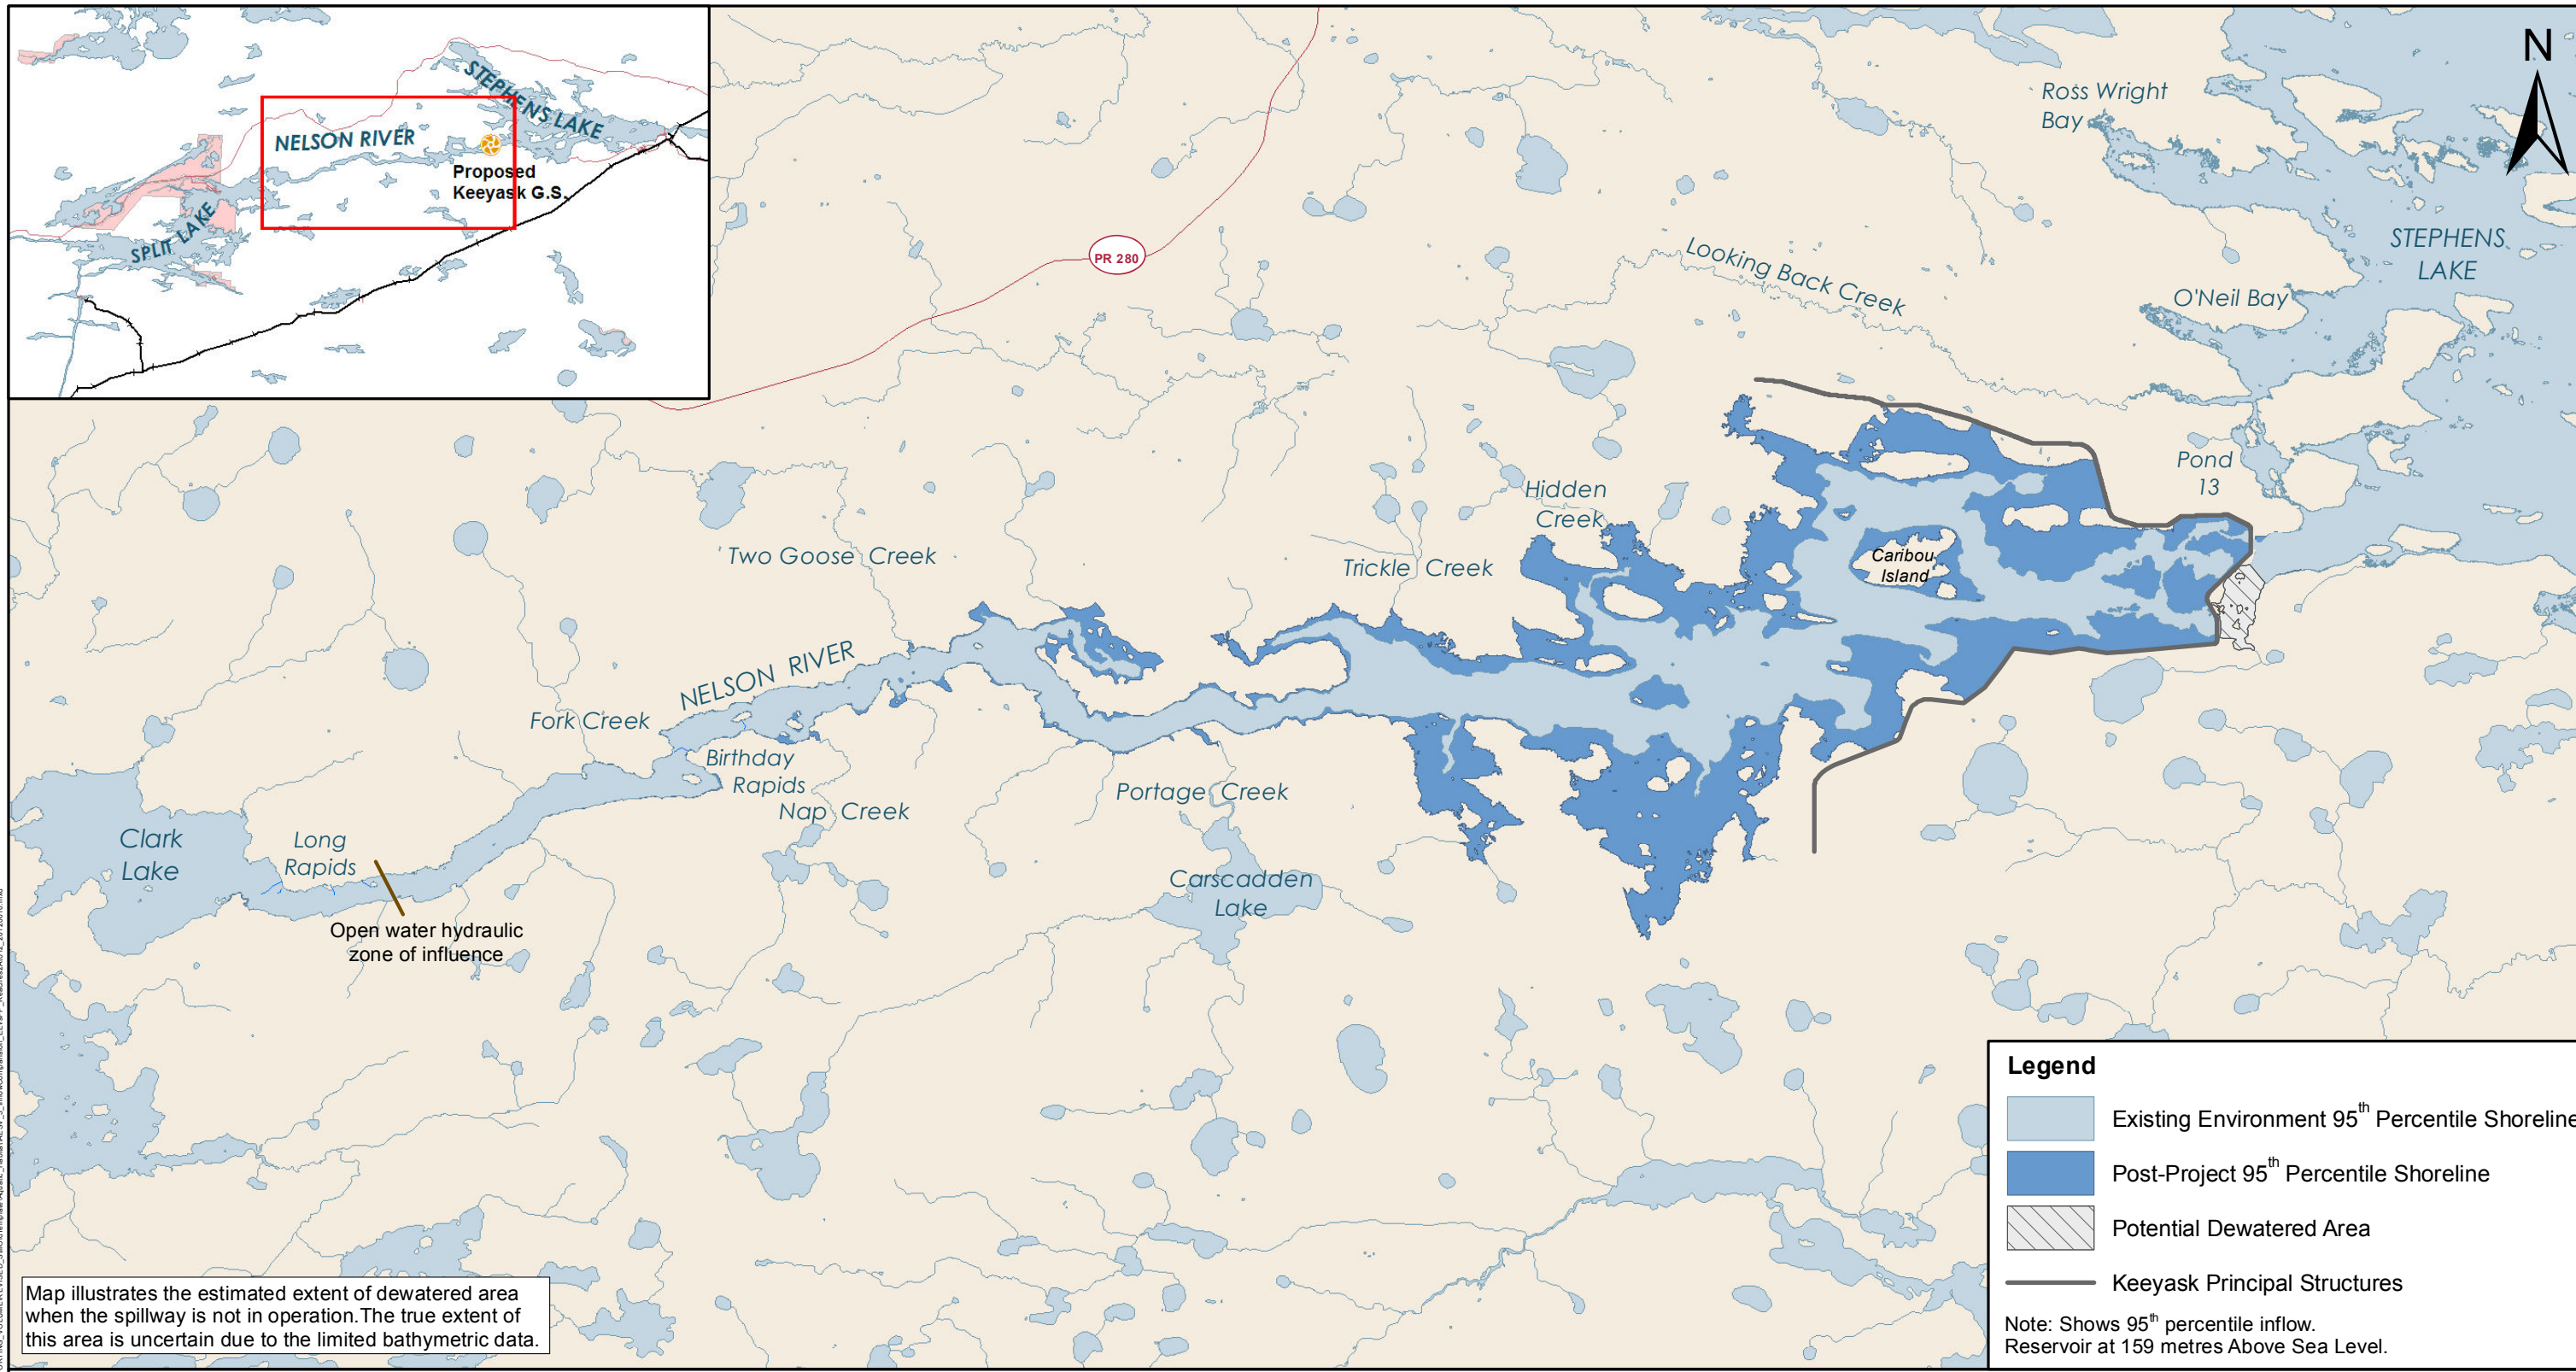 STEPHENS LAKE
NELSON RIVER
Proposed
Keeyask G.S.
SPLIT LAKE
N
Ross Wright
Bay
PR 280
Looking Back Creek
STEPHENS
LAKE
O'Neil Bay
Pond
13
Hidden
Creek
Two Goose Creek
Trickle Creek
Caribou
Island
NELSON RIVER
Fork Creek
Birthday
Rapids
Nap Creek
Portage Creek
Clark
Lake
Long
Rapids
Carscadden
Lake
Open water hydraulic
zone of influence
Legend
Existing Environment 95th Percentile Shoreline
Post-Project 95th Percentile Shoreline
Potential Dewatered Area
Keeyask Principal Structures
Note: Shows 95th percentile inflow.
Reservoir at 159 metres Above Sea Level.
Map illustrates the estimated extent of dewatered area
when the spillway is not in operation.The true extent of
this area is uncertain due to the limited bathymetric data.